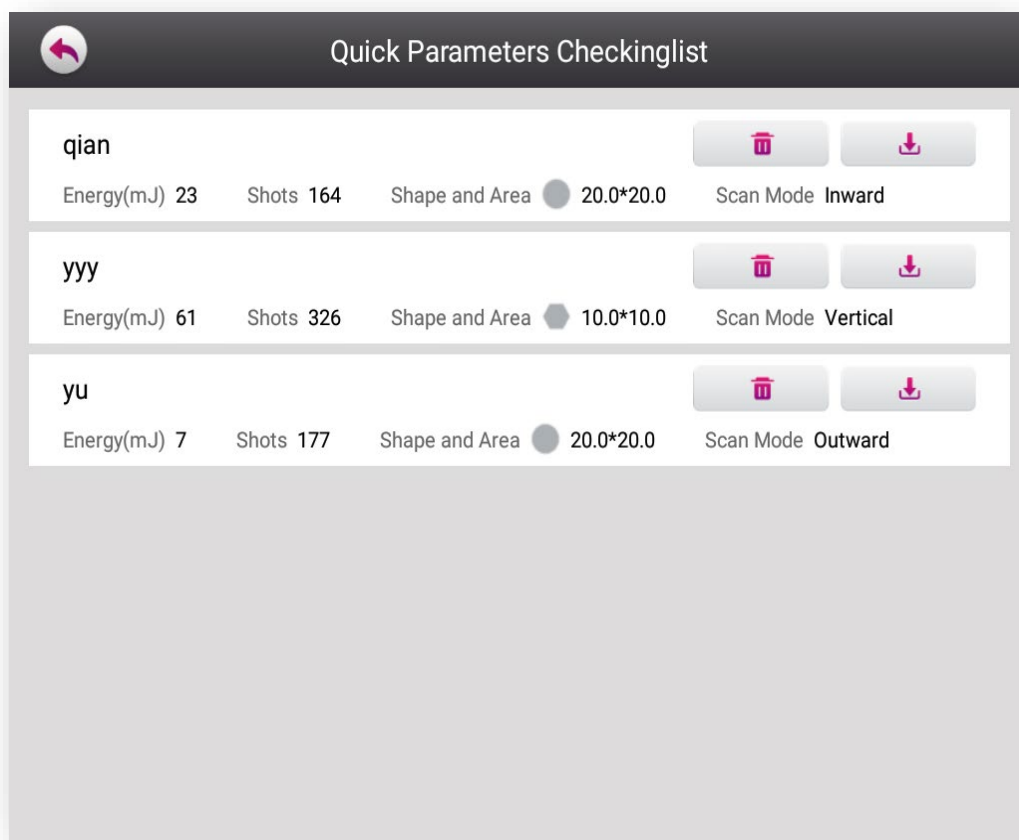 Quick Parameters Checkinglist
qian
Energy(mJ) 23 Shots 164 Shape and Area 20.0*20.0 Scan Mode Inward
yyy
Energy(mJ) 61 Shots 326 Shape and Area 10.0*10.0 Scan Mode Vertical
yu
Energy(mJ) 7 Shots 177 Shape and Area 20.0*20.0 Scan Mode Outward